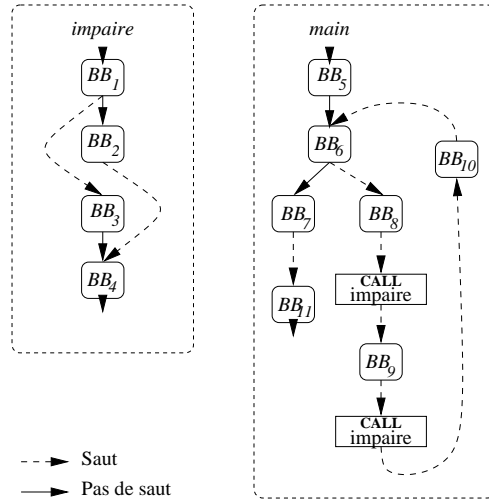 impaire
BB1
BB2
BB3
BB4
main
BB5
BB6
BB10
BB7
BB8
CALL
impaire
BB11
BB9
CALL
impaire
Saut
Pas de saut